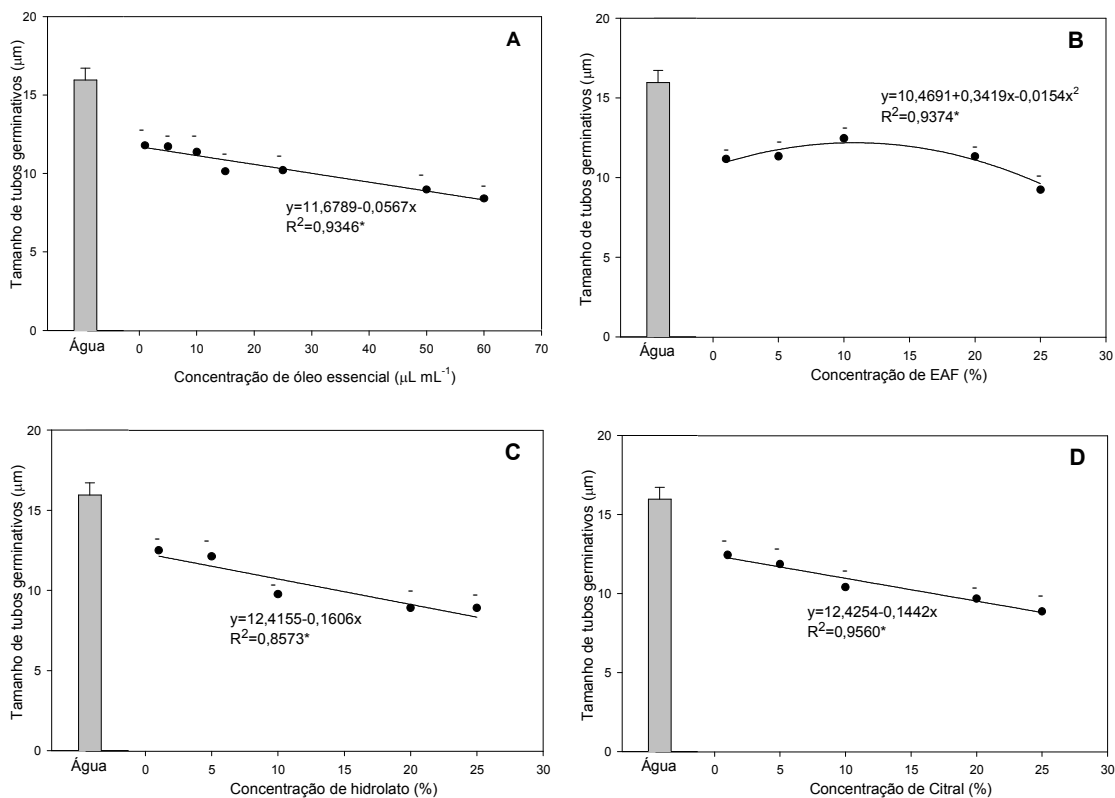 A
Tamanho de tubos germinativos (μm)
20
15
10
5
0
y=11,6789-0,0567x
R²=0,9346*
Água
0 10 20 30 40 50 60 70
Concentração de óleo essencial (μL mL⁻¹)
B
Tamanho de tubos germinativos (μm)
20
15
10
5
0
y=10,4691+0,3419x-0,0154x²
R²=0,9374*
Água
0 5 10 15 20 25 30
Concentração de EAF (%)
C
Tamanho de tubos germinativos (μm)
20
15
10
5
0
y=12,4155-0,1606x
R²=0,8573*
Água
0 5 10 15 20 25 30
Concentração de hidrolato (%)
D
Tamanho de tubos germinativos (μm)
20
15
10
5
0
y=12,4254-0,1442x
R²=0,9560*
Água
0 5 10 15 20 25 30
Concentração de Citral (%)